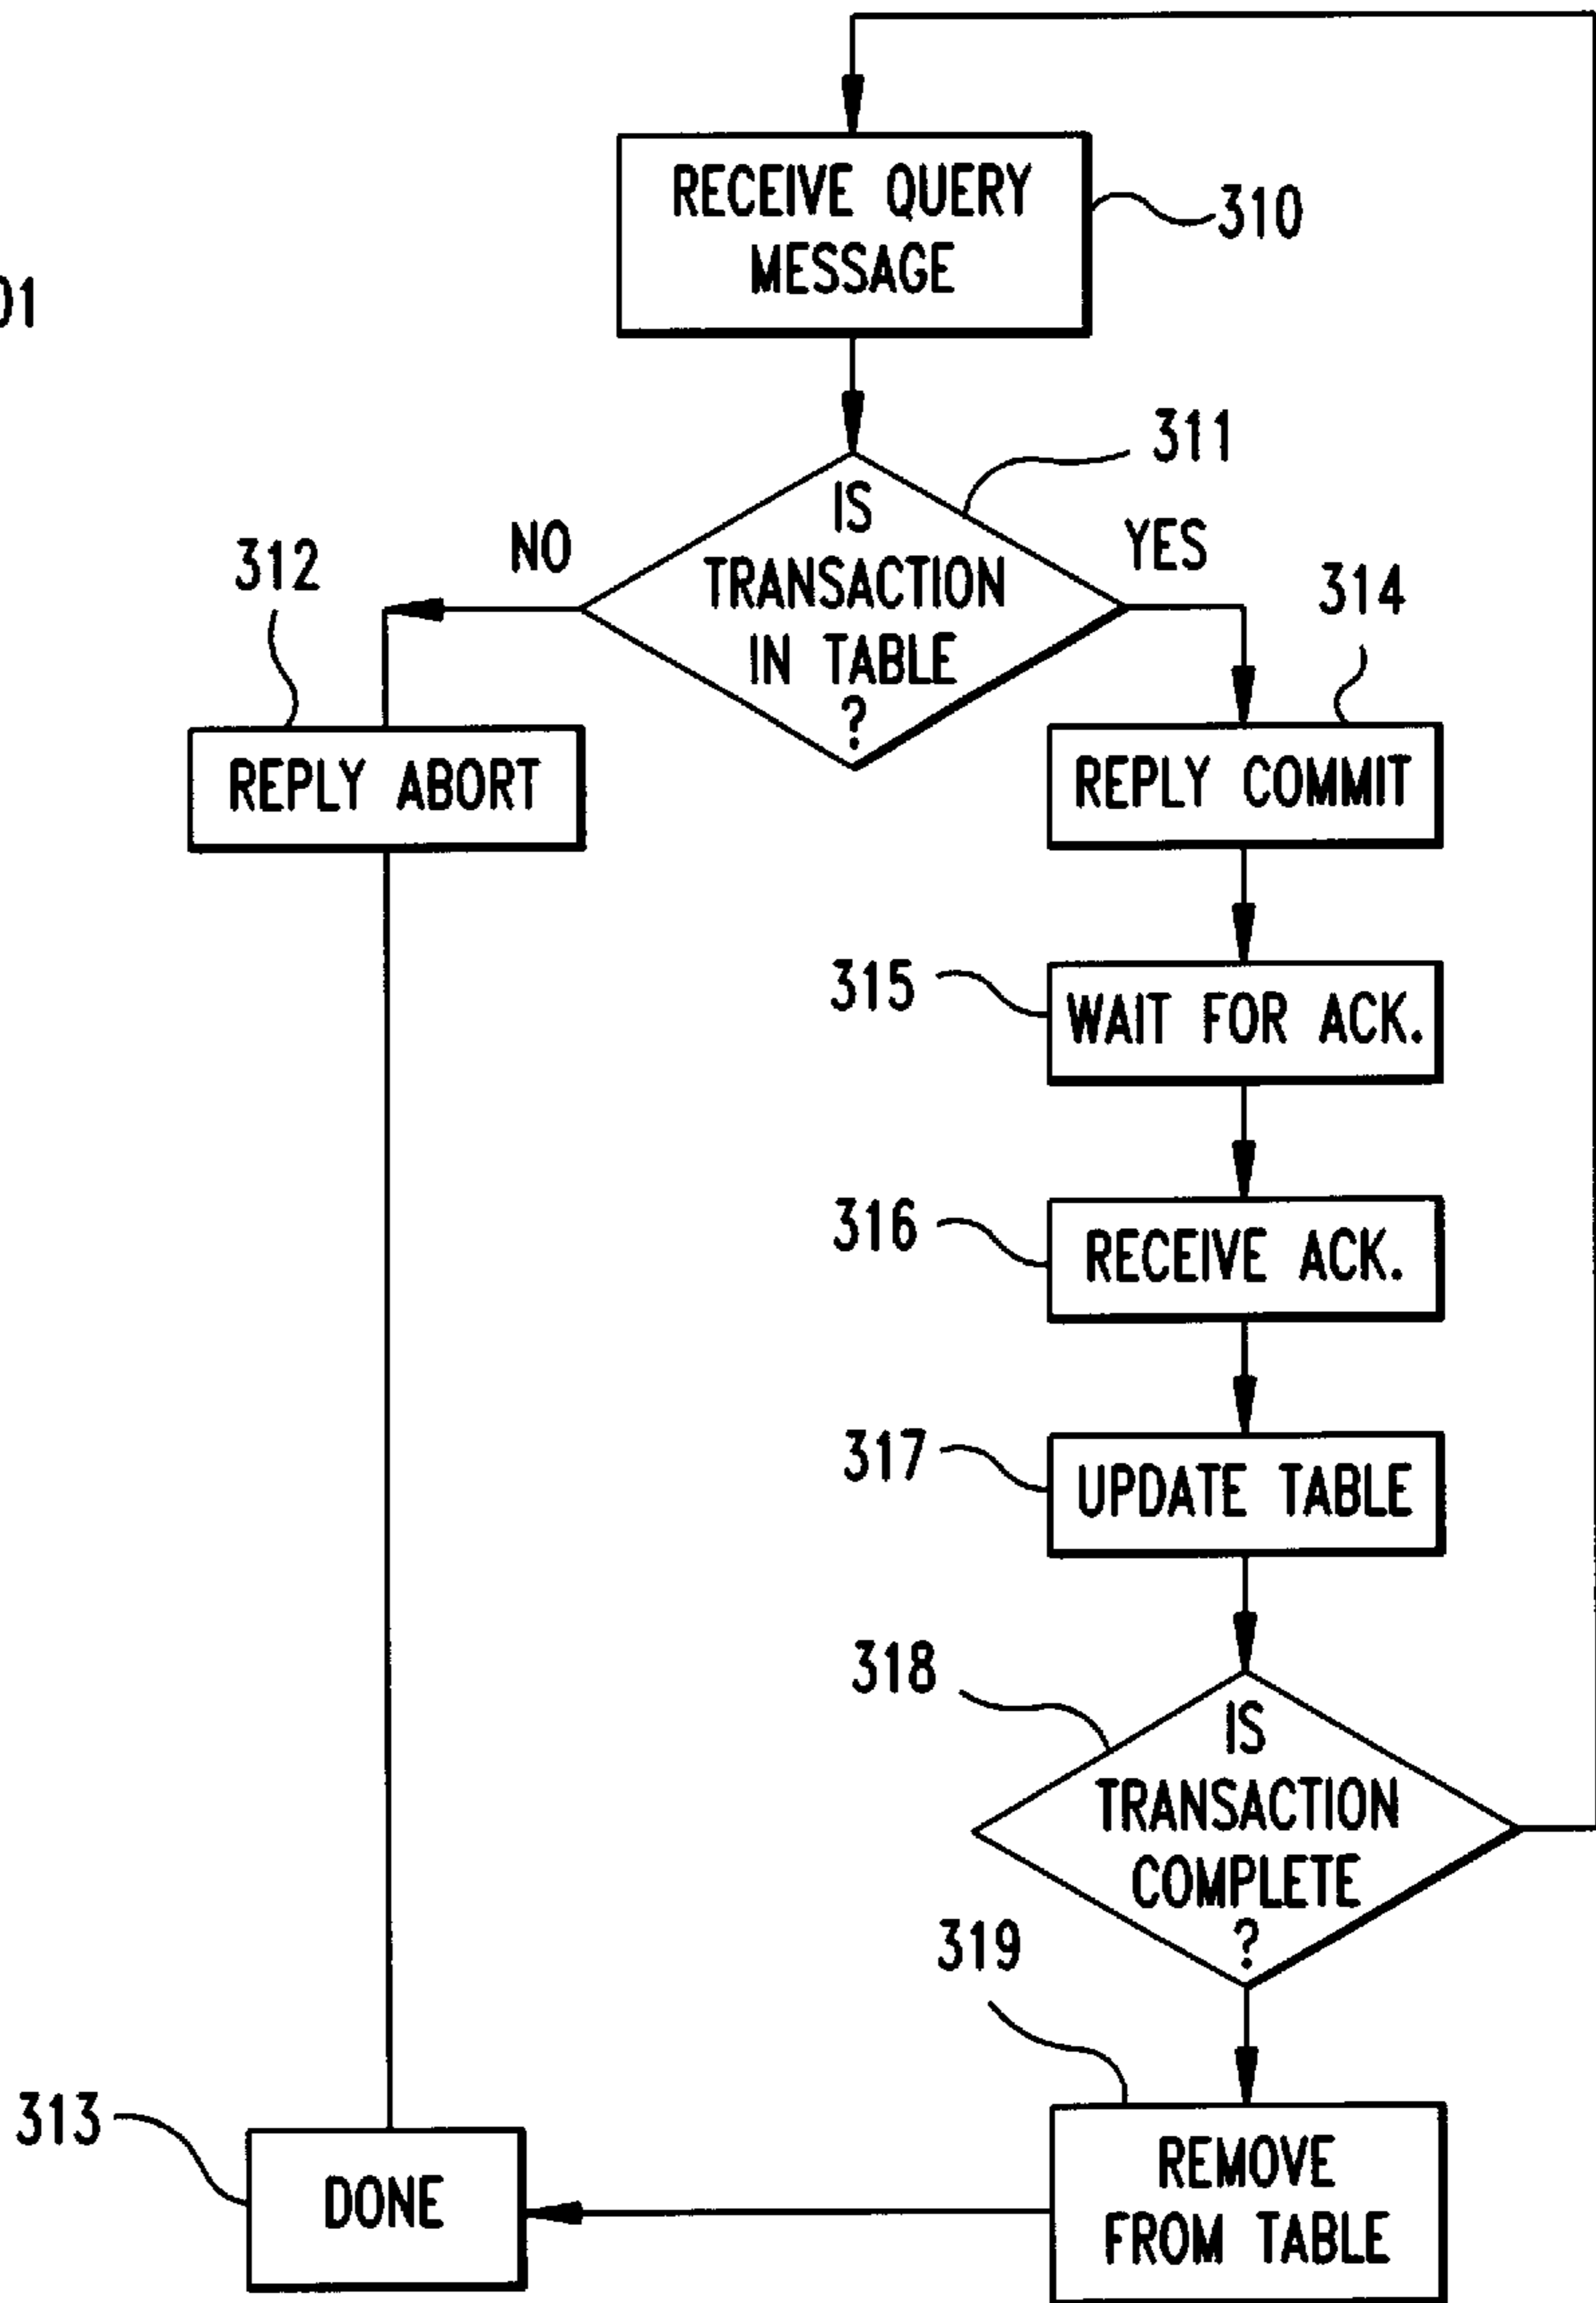 RECEIVE QUERY
MESSAGE
310
01
311
IS
TRANSACTION
IN TABLE
?
NO
YES
312
314
REPLY ABORT
REPLY COMMIT
315
WAIT FOR ACK.
316
RECEIVE ACK.
317
UPDATE TABLE
318
IS
TRANSACTION
COMPLETE
?
319
313
DONE
REMOVE
FROM TABLE